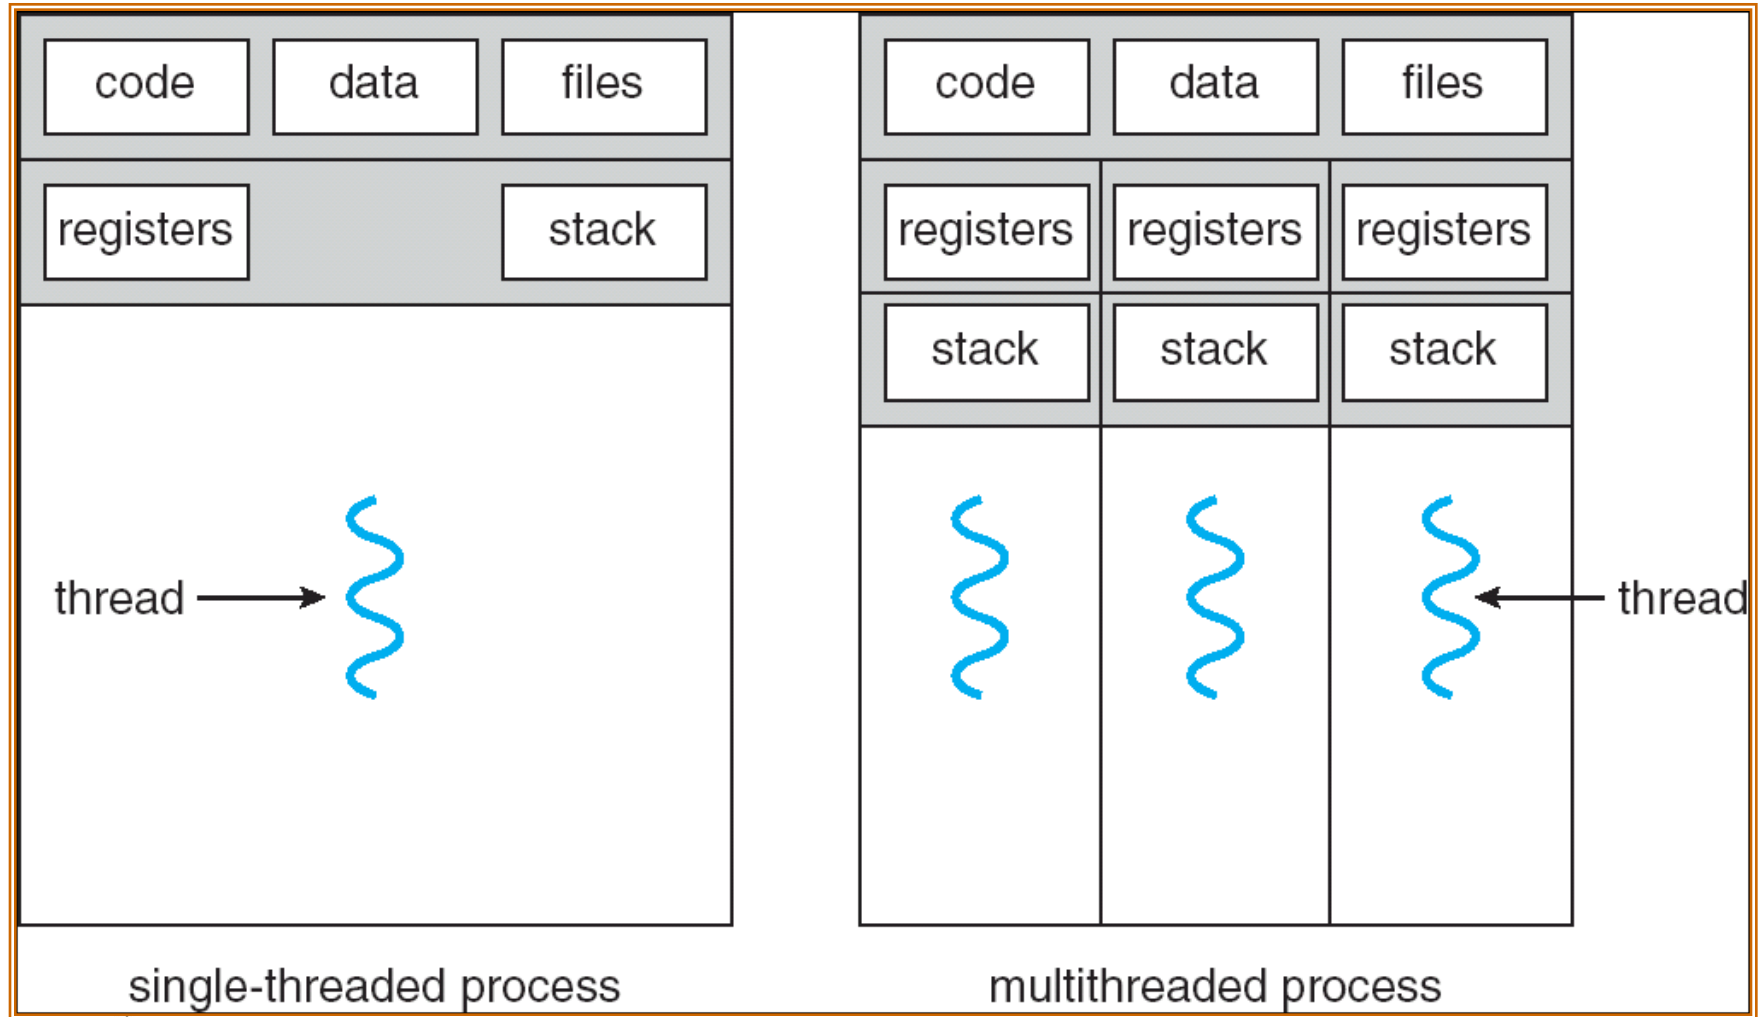 code data files
registers stack
thread
single-threaded process
code data files
registers registers registers
stack stack stack
thread
multithreaded process